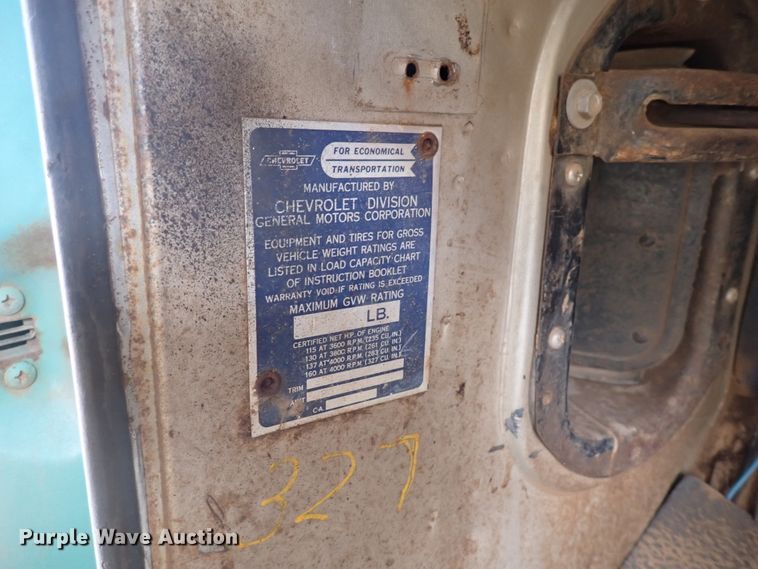 CHEVROLET
FOR ECONOMICAL
TRANSPORTATION
MANUFACTURED BY
CHEVROLET DIVISION
GENERAL MOTORS CORPORATION
EQUIPMENT AND TIRES FOR GROSS
VEHICLE WEIGHT RATINGS ARE
LISTED IN LOAD CAPACITY CHART
OF INSTRUCTION BOOKLET
WARRANTY VOID IF RATING IS EXCEEDED
MAXIMUM GVW RATING
LB.
CERTIFIED NET H.P. OF ENGINE
115 AT 3600 R.P.M. (235 CU. IN.)
130 AT 3800 R.P.M. (261 CU. IN.)
137 AT 4000 R.P.M. (283 CU. IN.)
160 AT 4000 R.P.M. (327 CU. IN.)
TRIM
327
Purple Wave Auction